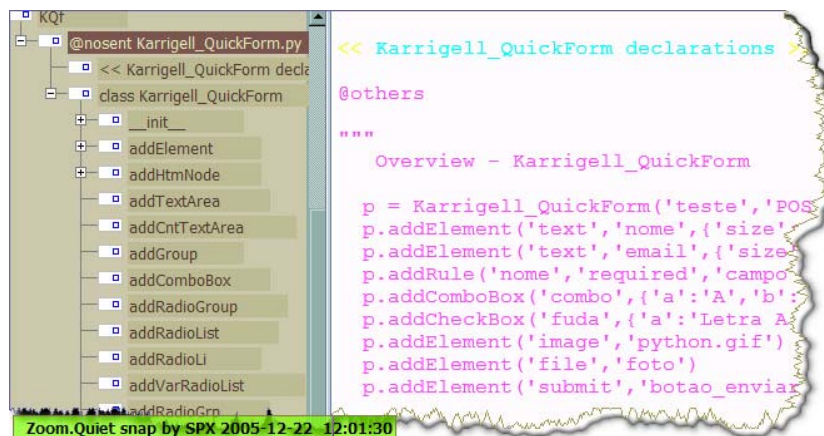 KQf
@nosent Karrigell_QuickForm.py
<< Karrigell_QuickForm decla
class Karrigell_QuickForm
__init__
addElement
addHtmNode
addTextArea
addCntTextArea
addGroup
addComboBox
addRadioGroup
addRadioList
addRadioLi
addVarRadioList
addRadioGrp
<< Karrigell_QuickForm declarations >
@others
"""
Overview - Karrigell_QuickForm
p = Karrigell_QuickForm('teste','POS
p.addElement('text','nome',{'size'
p.addElement('text','email',{'size
p.addRule('nome','required','campo
p.addComboBox('combo',{'a':'A','b':
p.addCheckBox('fuda',{'a':'Letra A
p.addElement('image','python.gif')
p.addElement('file','foto')
p.addElement('submit','botao_enviar
Zoom.Quiet snap by SPX 2005-12-22 12:01:30